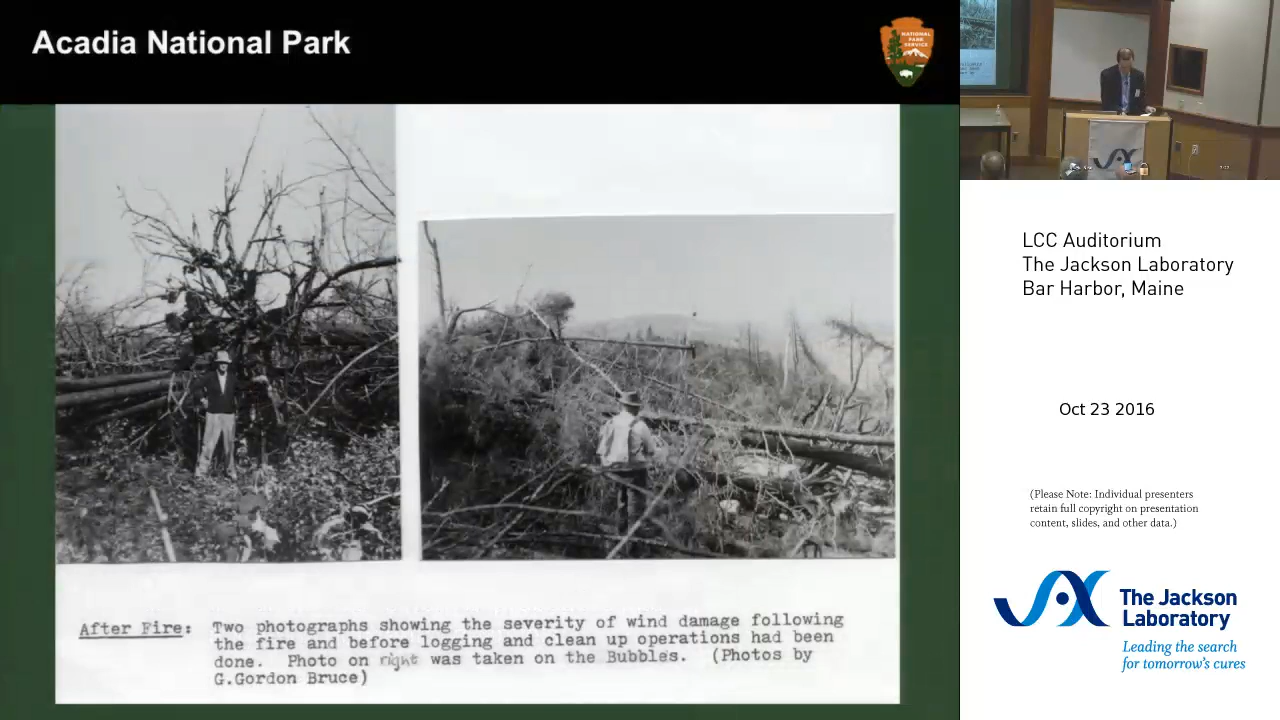 Acadia National Park
NATIONAL
PARK
SERVICE
After Fire: Two photographs showing the severity of wind damage following
the fire and before logging and clean up operations had been
done. Photo on right was taken on the Bubbles. (Photos by
G.Gordon Bruce)
LCC Auditorium
The Jackson Laboratory
Bar Harbor, Maine
Oct 23 2016
(Please Note: Individual presenters
retain full copyright on presentation
content, slides, and other data.)
The Jackson
Laboratory
Leading the search
for tomorrow's cures